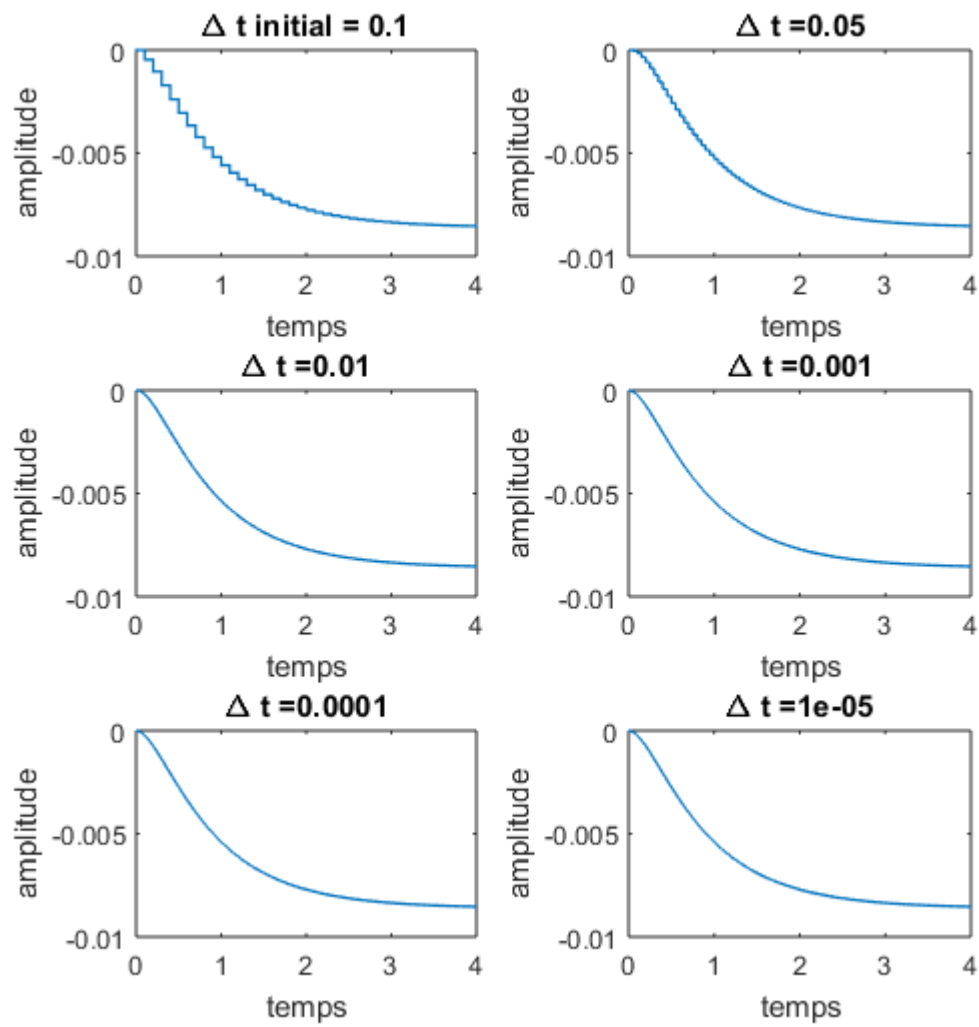 Δ t initial = 0.1
0
-0.005
-0.01
amplitude
0 1 2 3 4
temps
Δ t =0.05
0
-0.005
-0.01
amplitude
0 1 2 3 4
temps
Δ t =0.01
0
-0.005
-0.01
amplitude
0 1 2 3 4
temps
Δ t =0.001
0
-0.005
-0.01
amplitude
0 1 2 3 4
temps
Δ t =0.0001
0
-0.005
-0.01
amplitude
0 1 2 3 4
temps
Δ t =1e-05
0
-0.005
-0.01
amplitude
0 1 2 3 4
temps